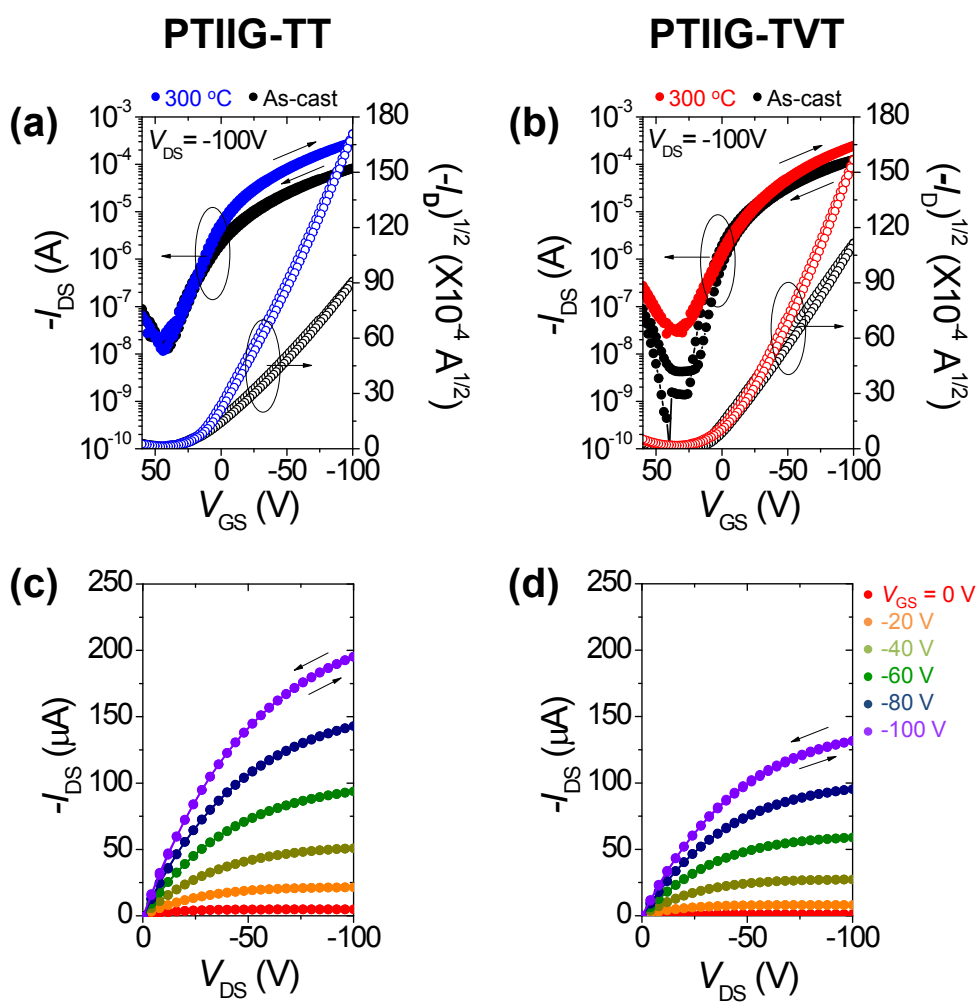 PTIIG-TT
PTIIG-TVT
(a)
300 °C
As-cast
V_DS = -100V
10^-3
10^-4
10^-5
10^-6
10^-7
10^-8
10^-9
10^-10
-I_DS (A)
180
150
120
90
60
30
0
(-I_D)^1/2 (X10^-4 A^1/2)
50
0
-50
-100
V_GS (V)
(b)
300 °C
As-cast
V_DS = -100V
10^-3
10^-4
10^-5
10^-6
10^-7
10^-8
10^-9
10^-10
-I_DS (A)
180
150
120
90
60
30
0
(-I_D)^1/2 (X10^-4 A^1/2)
50
0
-50
-100
V_GS (V)
(c)
250
200
150
100
50
0
-I_DS (µA)
0
-50
-100
V_DS (V)
(d)
250
200
150
100
50
0
-I_DS (µA)
0
-50
-100
V_DS (V)
V_GS = 0 V
-20 V
-40 V
-60 V
-80 V
-100 V